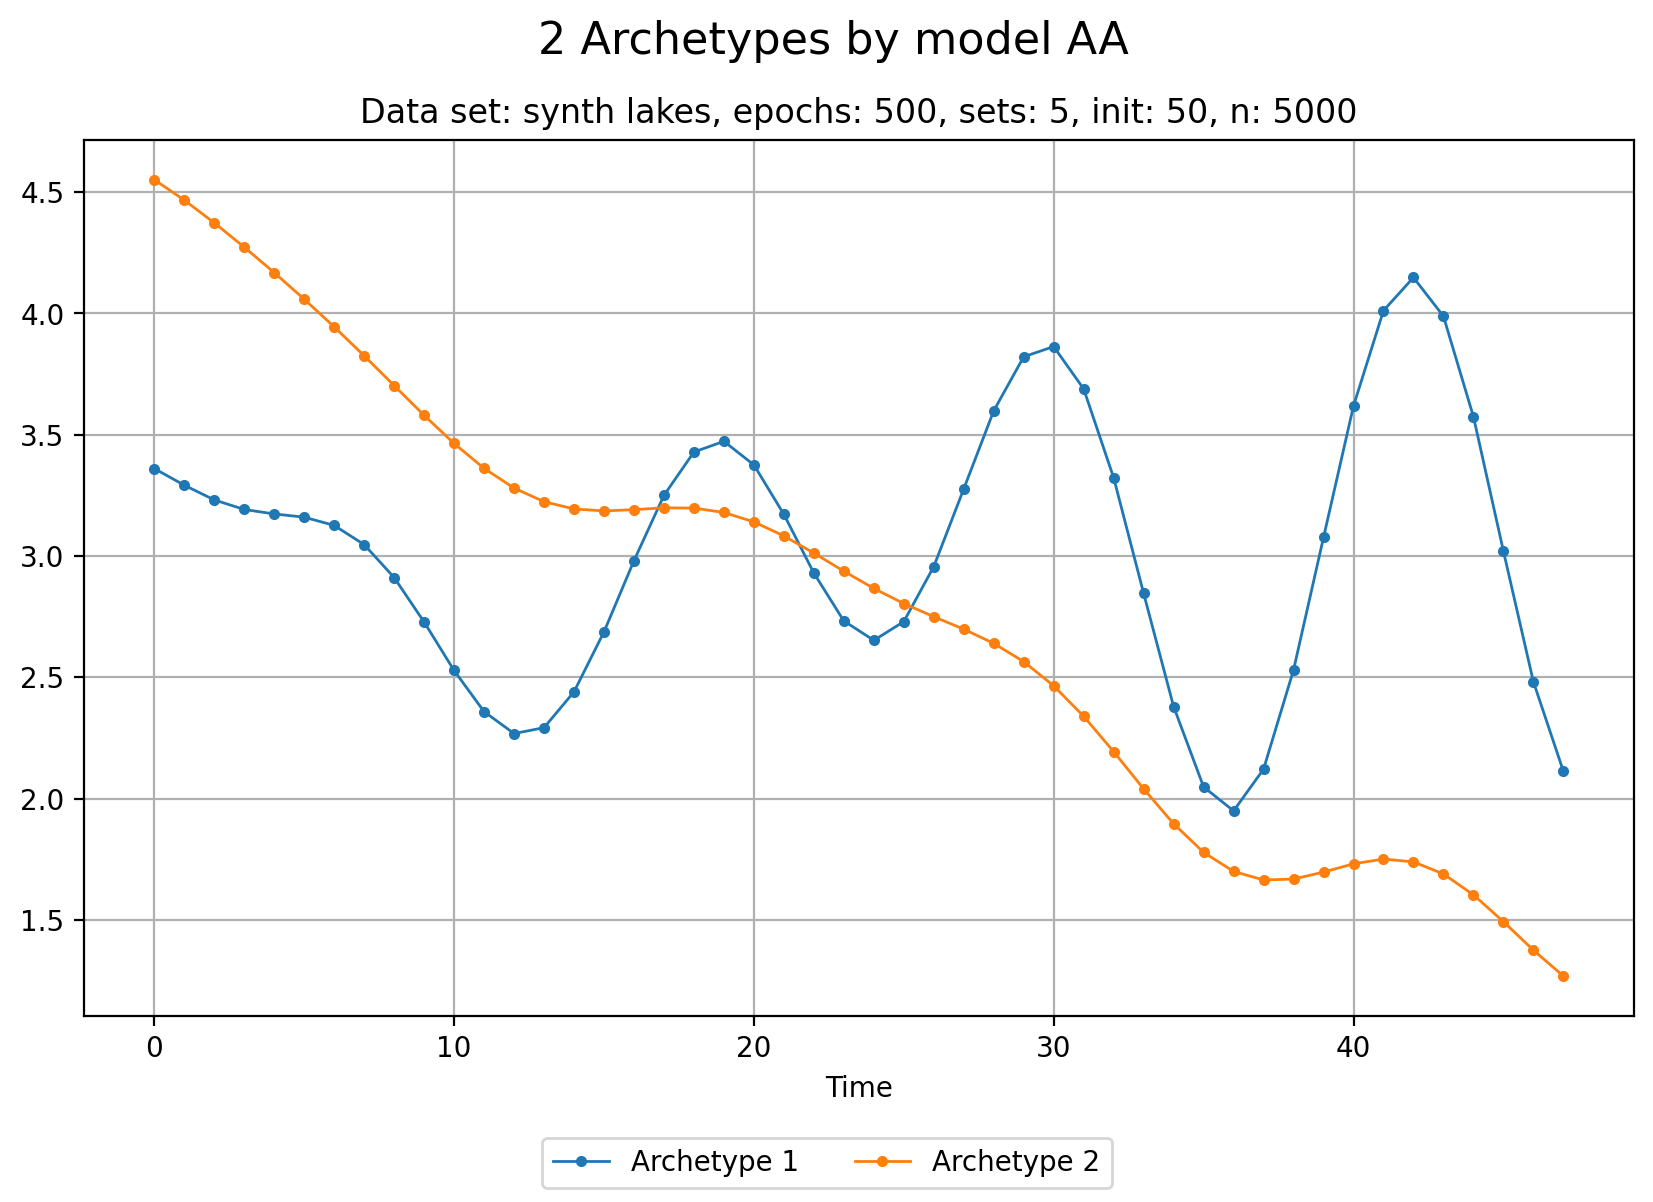 2 Archetypes by model AA
Data set: synth lakes, epochs: 500, sets: 5, init: 50, n: 5000
4.5
4.0
3.5
3.0
2.5
2.0
1.5
0 10 20 30 40
Time
Archetype 1 Archetype 2